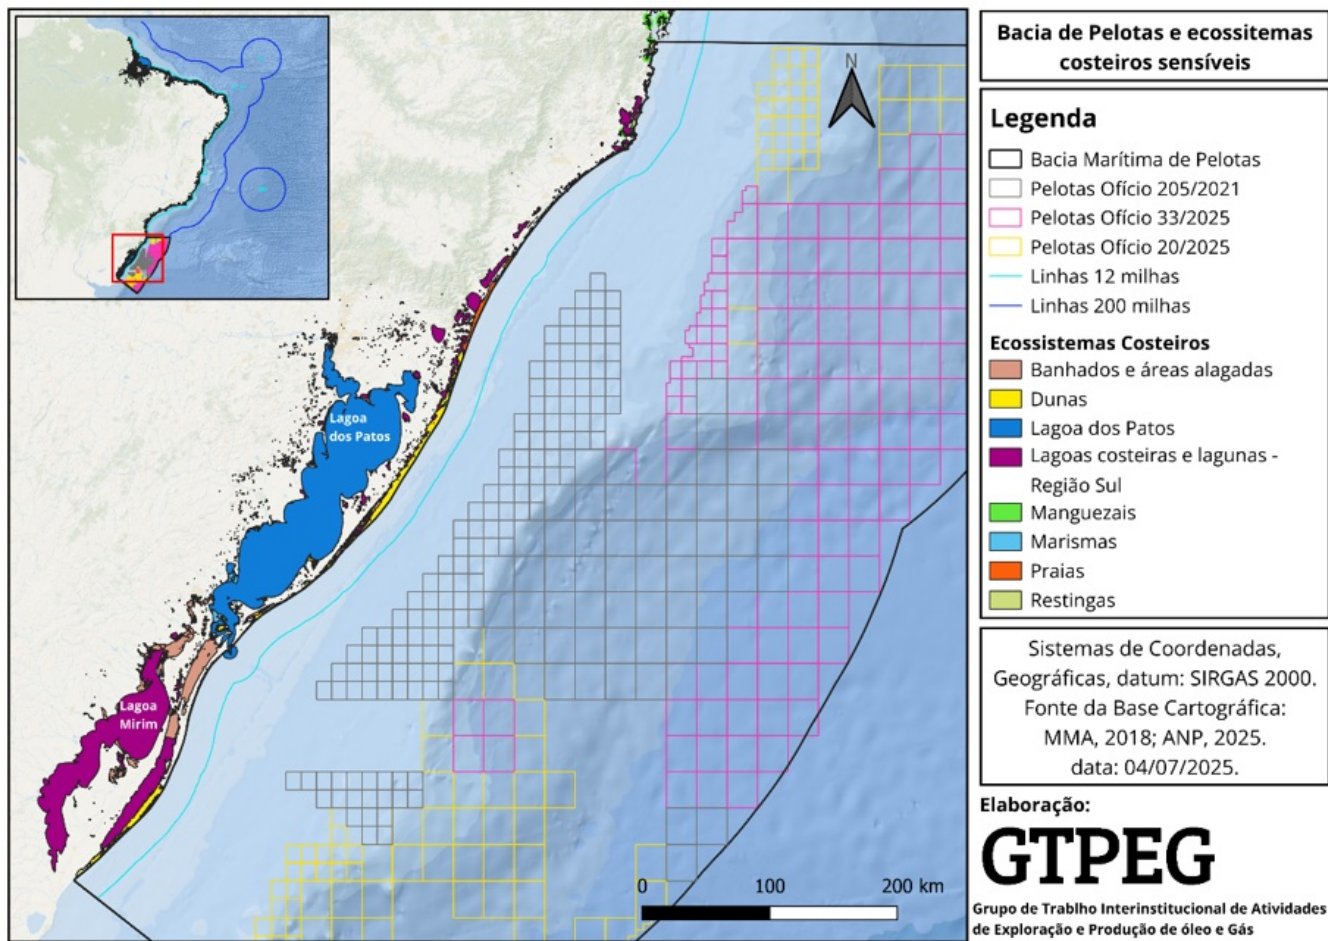 Bacia de Pelotas e ecossitemas
costeiros sensíveis
N
Lagoa
dos Patos
Lagoa
Mirim
0 100 200 km
Legenda
Bacia Marítima de Pelotas
Pelotas Ofício 205/2021
Pelotas Ofício 33/2025
Pelotas Ofício 20/2025
Linhas 12 milhas
Linhas 200 milhas
Ecossistemas Costeiros
Banhados e áreas alagadas
Dunas
Lagoa dos Patos
Lagoas costeiras e lagunas -
Região Sul
Manguezais
Marismas
Praias
Restingas
Sistemas de Coordenadas,
Geográficas, datum: SIRGAS 2000.
Fonte da Base Cartográfica:
MMA, 2018; ANP, 2025.
data: 04/07/2025.
Elaboração:
GTPEG
Grupo de Trablho Interinstitucional de Atividades
de Exploração e Produção de óleo e Gás